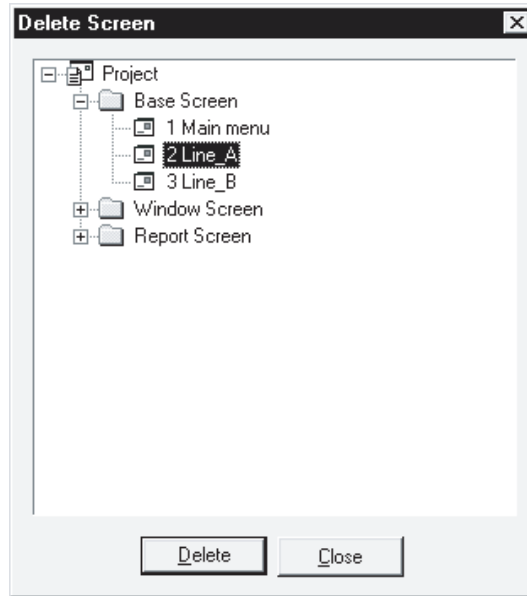 Delete Screen
Project
Base Screen
1 Main menu
2 Line_A
3 Line_B
Window Screen
Report Screen
Delete
Close